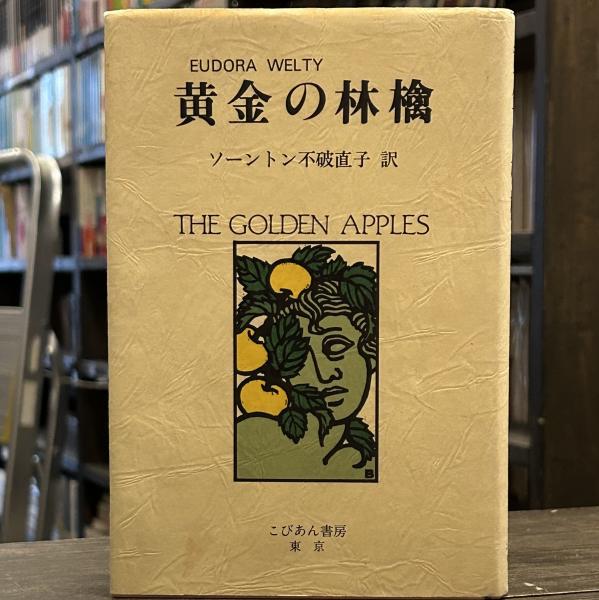 EUDORA WELTY
黄金の林檎
ソーントン不破直子 訳
THE GOLDEN APPLES
B
こびあん書房
東京